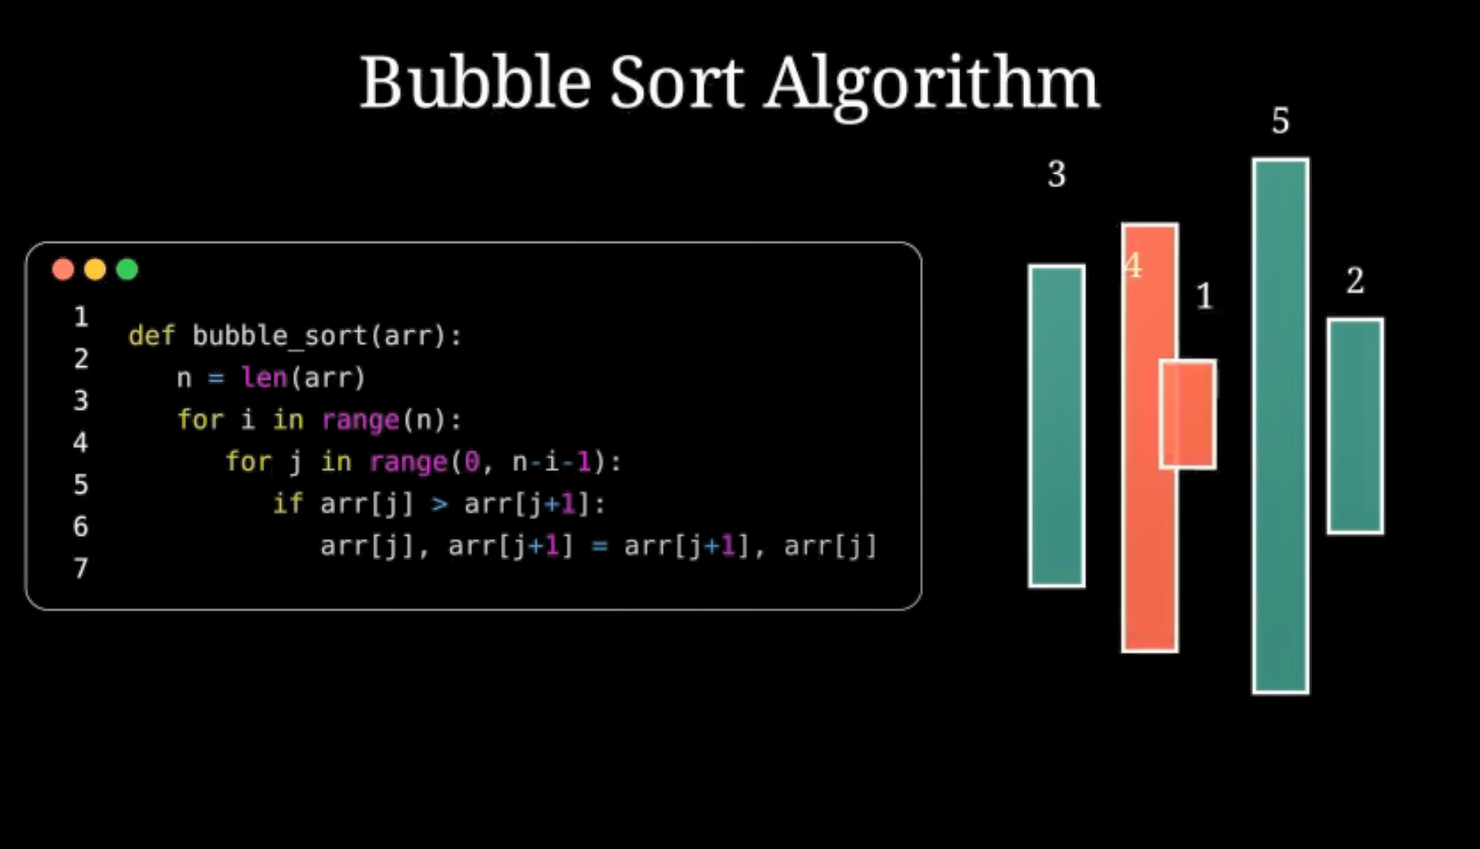 Bubble Sort Algorithm
1
2
3
4
5
6
7
def bubble_sort(arr):
n = len(arr)
for i in range(n):
for j in range(0, n-i-1):
if arr[j] > arr[j+1]:
arr[j], arr[j+1] = arr[j+1], arr[j]
3
4
1
5
2